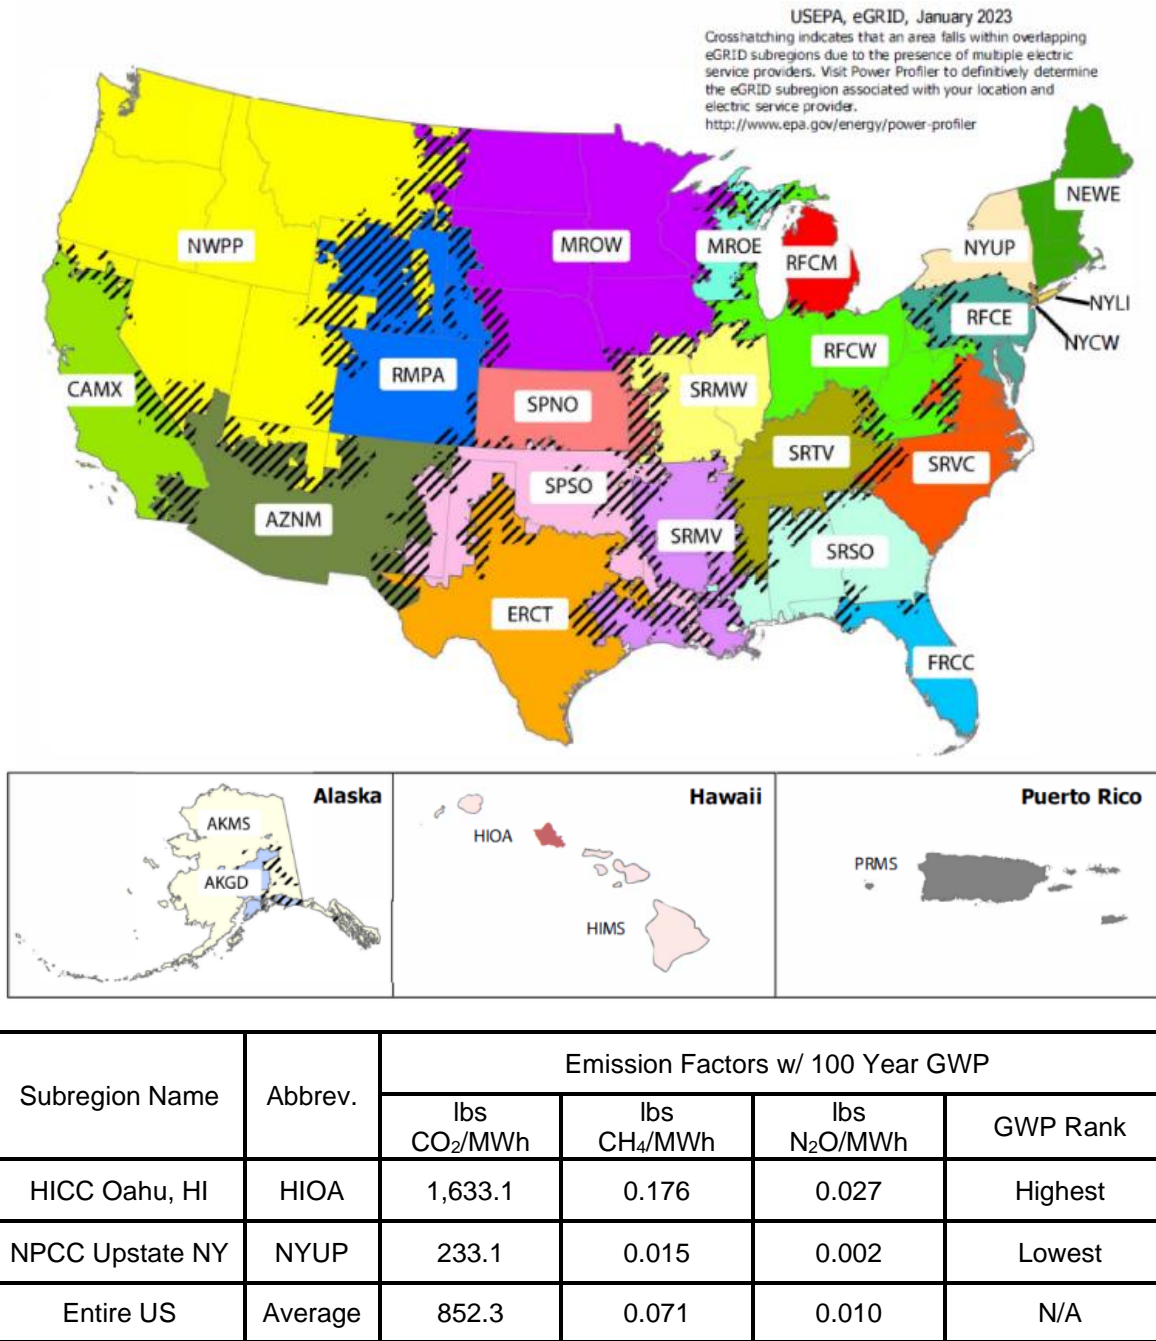 USEPA, eGRID, January 2023
Crosshatching indicates that an area falls within overlapping
eGRID subregions due to the presence of multiple electric
service providers. Visit Power Profiler to definitively determine
the eGRID subregion associated with your location and
electric service provider.
http://www.epa.gov/energy/power-profiler
NEWE
NWPP
MROW
MROE
NYUP
RFCM
NYLI
RFCE
NYCW
RFCW
RMPA
CAMX
SRMW
SPNO
SRTV
SRVC
SPSO
AZNM
SRMV
SRSO
ERCT
FRCC
Alaska
AKMS
AKGD
Hawaii
HIOA
HIMS
Puerto Rico
PRMS
Subregion Name
Abbrev.
Emission Factors w/ 100 Year GWP
lbs
CO₂/MWh
lbs
CH₄/MWh
lbs
N₂O/MWh
GWP Rank
HICC Oahu, HI HIOA 1,633.1 0.176 0.027 Highest
NPCC Upstate NY NYUP 233.1 0.015 0.002 Lowest
Entire US Average 852.3 0.071 0.010 N/A